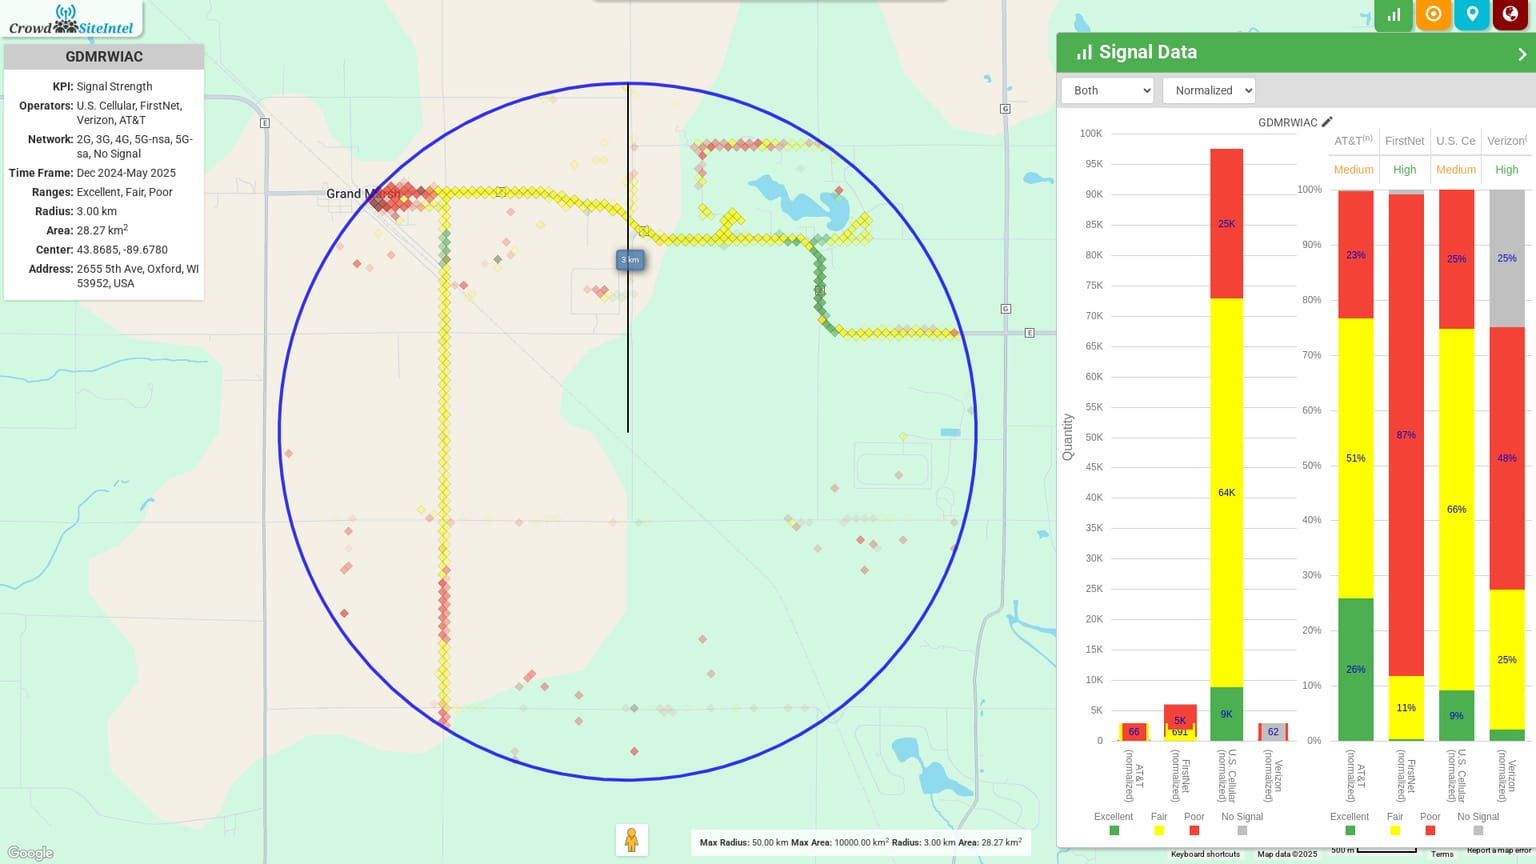 Crowd SiteIntel
GDMRWIAC
KPI: Signal Strength
Operators: U.S. Cellular, FirstNet,
Verizon, AT&T
Network: 2G, 3G, 4G, 5G-nsa, 5G-
sa, No Signal
Time Frame: Dec 2024-May 2025
Ranges: Excellent, Fair, Poor
Radius: 3.00 km
Area: 28.27 km²
Center: 43.8685, -89.6780
Address: 2655 5th Ave, Oxford, WI
53952, USA
E
G
Grand Marsh
3 km
G
E
Max Radius: 50.00 km Max Area: 10000.00 km² Radius: 3.00 km Area: 28.27 km²
Google
Signal Data
Both
Normalized
GDMRWIAC
100K
95K
90K
85K
80K
75K
70K
65K
60K
55K
50K
45K
40K
35K
30K
25K
20K
15K
10K
5K
0
Quantity
25K
64K
9K
66
5K
691
62
AT&T (normalized)
FirstNet (normalized)
U.S. Cellular (normalized)
Verizon (normalized)
Excellent Fair Poor No Signal
AT&T(n) FirstNet U.S. Ce Verizon(
Medium High Medium High
100%
90%
80%
70%
60%
50%
40%
30%
20%
10%
0%
23%
51%
26%
87%
11%
25%
66%
9%
25%
48%
25%
AT&T (normalized)
FirstNet (normalized)
U.S. Cellular (normalized)
Verizon (normalized)
Excellent Fair Poor No Signal
Keyboard shortcuts Map data ©2025 500 m Terms Report a map error